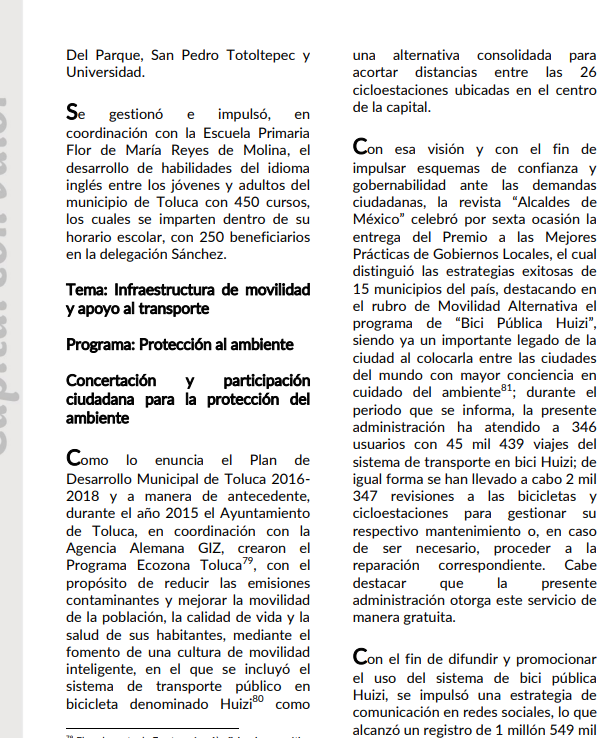 Del Parque, San Pedro Totoltepec y
Universidad.
Se gestionó e impulsó, en
coordinación con la Escuela Primaria
Flor de María Reyes de Molina, el
desarrollo de habilidades del idioma
inglés entre los jóvenes y adultos del
municipio de Toluca con 450 cursos,
los cuales se imparten dentro de su
horario escolar, con 250 beneficiarios
en la delegación Sánchez.
Tema: Infraestructura de movilidad
y apoyo al transporte
Programa: Protección al ambiente
Concertación y participación
ciudadana para la protección del
ambiente
Como lo enuncia el Plan de
Desarrollo Municipal de Toluca 2016-
2018 y a manera de antecedente,
durante el año 2015 el Ayuntamiento
de Toluca, en coordinación con la
Agencia Alemana GIZ, crearon el
Programa Ecozona Toluca79, con el
propósito de reducir las emisiones
contaminantes y mejorar la movilidad
de la población, la calidad de vida y la
salud de sus habitantes, mediante el
fomento de una cultura de movilidad
inteligente, en el que se incluyó el
sistema de transporte público en
bicicleta denominado Huizi80 como
una alternativa consolidada para
acortar distancias entre las 26
cicloestaciones ubicadas en el centro
de la capital.
Con esa visión y con el fin de
impulsar esquemas de confianza y
gobernabilidad ante las demandas
ciudadanas, la revista “Alcaldes de
México” celebró por sexta ocasión la
entrega del Premio a las Mejores
Prácticas de Gobiernos Locales, el cual
distinguió las estrategias exitosas de
15 municipios del país, destacando en
el rubro de Movilidad Alternativa el
programa de “Bici Pública Huizi”,
siendo ya un importante legado de la
ciudad al colocarla entre las ciudades
del mundo con mayor conciencia en
cuidado del ambiente81; durante el
periodo que se informa, la presente
administración ha atendido a 346
usuarios con 45 mil 439 viajes del
sistema de transporte en bici Huizi; de
igual forma se han llevado a cabo 2 mil
347 revisiones a las bicicletas y
cicloestaciones para gestionar su
respectivo mantenimiento o, en caso
de ser necesario, proceder a la
reparación correspondiente. Cabe
destacar que la presente
administración otorga este servicio de
manera gratuita.
Con el fin de difundir y promocionar
el uso del sistema de bici pública
Huizi, se impulsó una estrategia de
comunicación en redes sociales, lo que
alcanzó un registro de 1 millón 549 mil